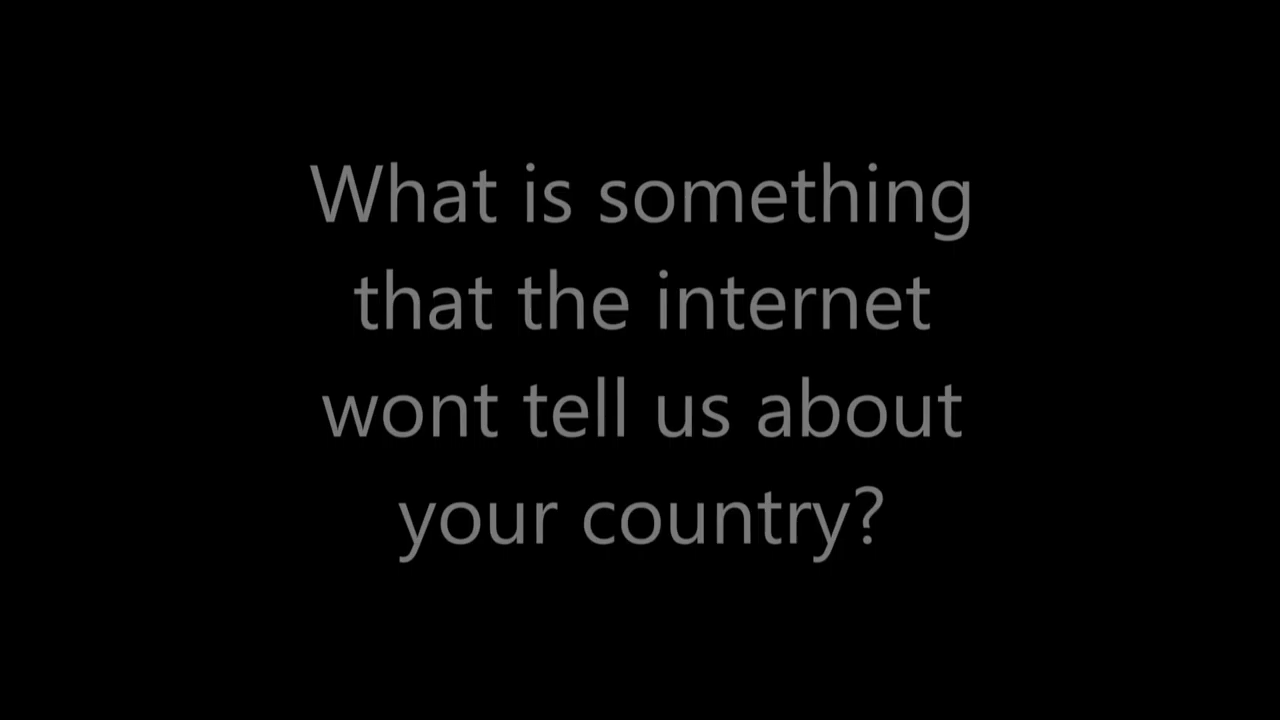 What is something
that the internet
wont tell us about
your country?